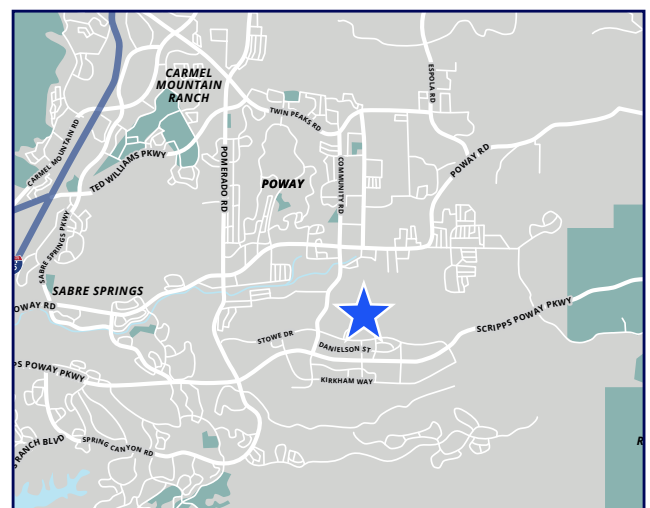 CARMEL
MOUNTAIN
RANCH
ESPOLA RD
TWIN PEAKS RD
CARMEL MOUNTAIN RD
TED WILLIAMS PKWY
POMERADO RD
POWAY
COMMUNITY RD
POWAY RD
SABRE SPRINGS PKWY
SABRE SPRINGS
OWAY RD
SCRIPPS POWAY PKWY
STOWE DR
DANIELSON ST
PS POWAY PKWY
KIRKHAM WAY
S RANCH BLVD
SPRING CANYON RD
R